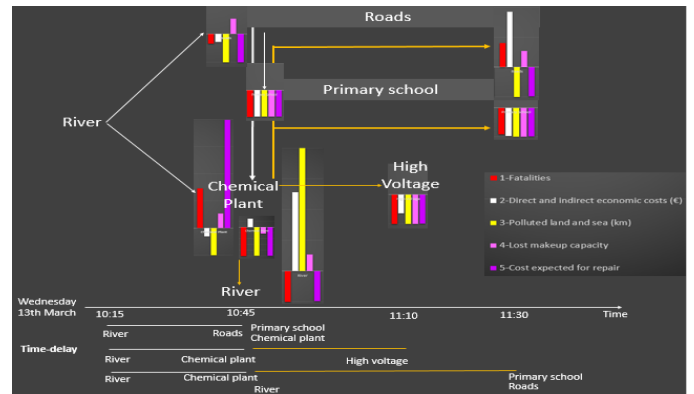 Roads
Primary school
River
High
Voltage
Chemical
Plant
River
1-Fatalities
2-Direct and indirect economic costs (€)
3-Polluted land and sea (km)
4-Lost makeup capacity
5-Cost expected for repair
Wednesday
13th March
10:15
10:45
11:10
11:30
Time
Time-delay
River
Roads
Primary school
Chemical plant
River
Chemical plant
High voltage
River
Chemical plant
River
Primary school
Roads